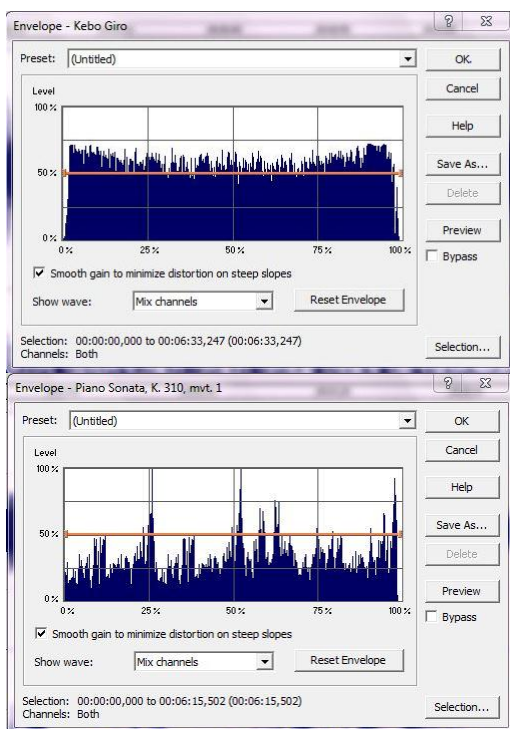 Envelope - Kebo Giro
Preset: (Untitled) OK.
Cancel
Level
100 %
Help
50 % Save As...
Delete
Preview
0 %
0 % 25 % 50 % 75 % 100 %
Bypass
Smooth gain to minimize distortion on steep slopes
Show wave: Mix channels Reset Envelope
Selection: 00:00:00,000 to 00:06:33,247 (00:06:33,247)
Channels: Both Selection...
Envelope - Piano Sonata, K. 310, mvt. 1
Preset: (Untitled) OK
Cancel
Level
100 %
Help
50 % Save As...
Delete
Preview
0 %
0 % 25 % 50 % 75 % 100 %
Bypass
Smooth gain to minimize distortion on steep slopes
Show wave: Mix channels Reset Envelope
Selection: 00:00:00,000 to 00:06:15,502 (00:06:15,502)
Channels: Both Selection...